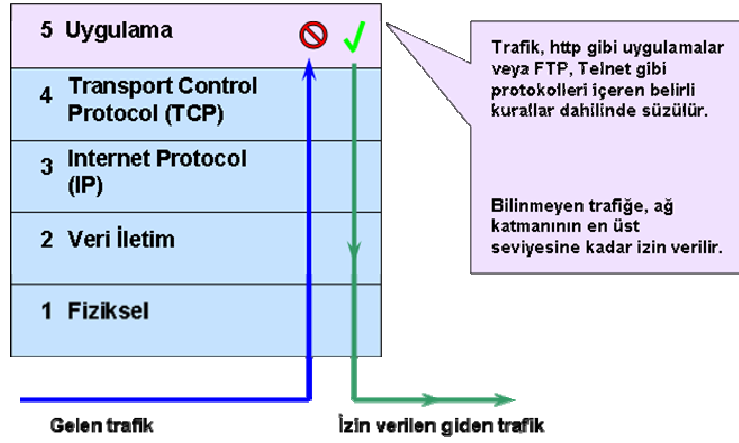 5 Uygulama
4 Transport Control
Protocol (TCP)
3 Internet Protocol
(IP)
2 Veri İletim
1 Fiziksel
Gelen trafik
İzin verilen giden trafik
Trafik, http gibi uygulamalar
veya FTP, Telnet gibi
protokolleri içeren belirli
kurallar dahilinde süzülür.
Bilinmeyen trafiğe, ağ
katmanının en üst
seviyesine kadar izin verilir.